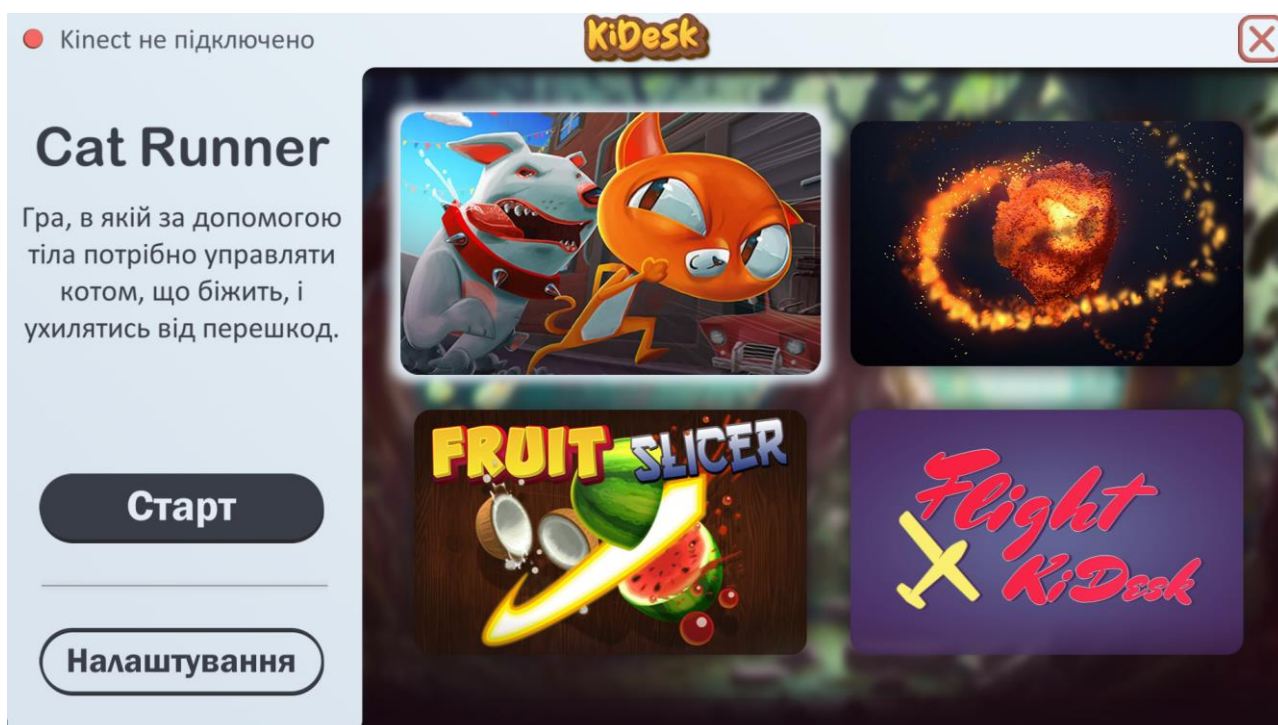 Kinect не підключено
KiDesk
Cat Runner
Гра, в якій за допомогою
тіла потрібно управляти
котом, що біжить, і
ухилятись від перешкод.
Старт
Налаштування
FRUIT SLICER
Flight
KiDesk